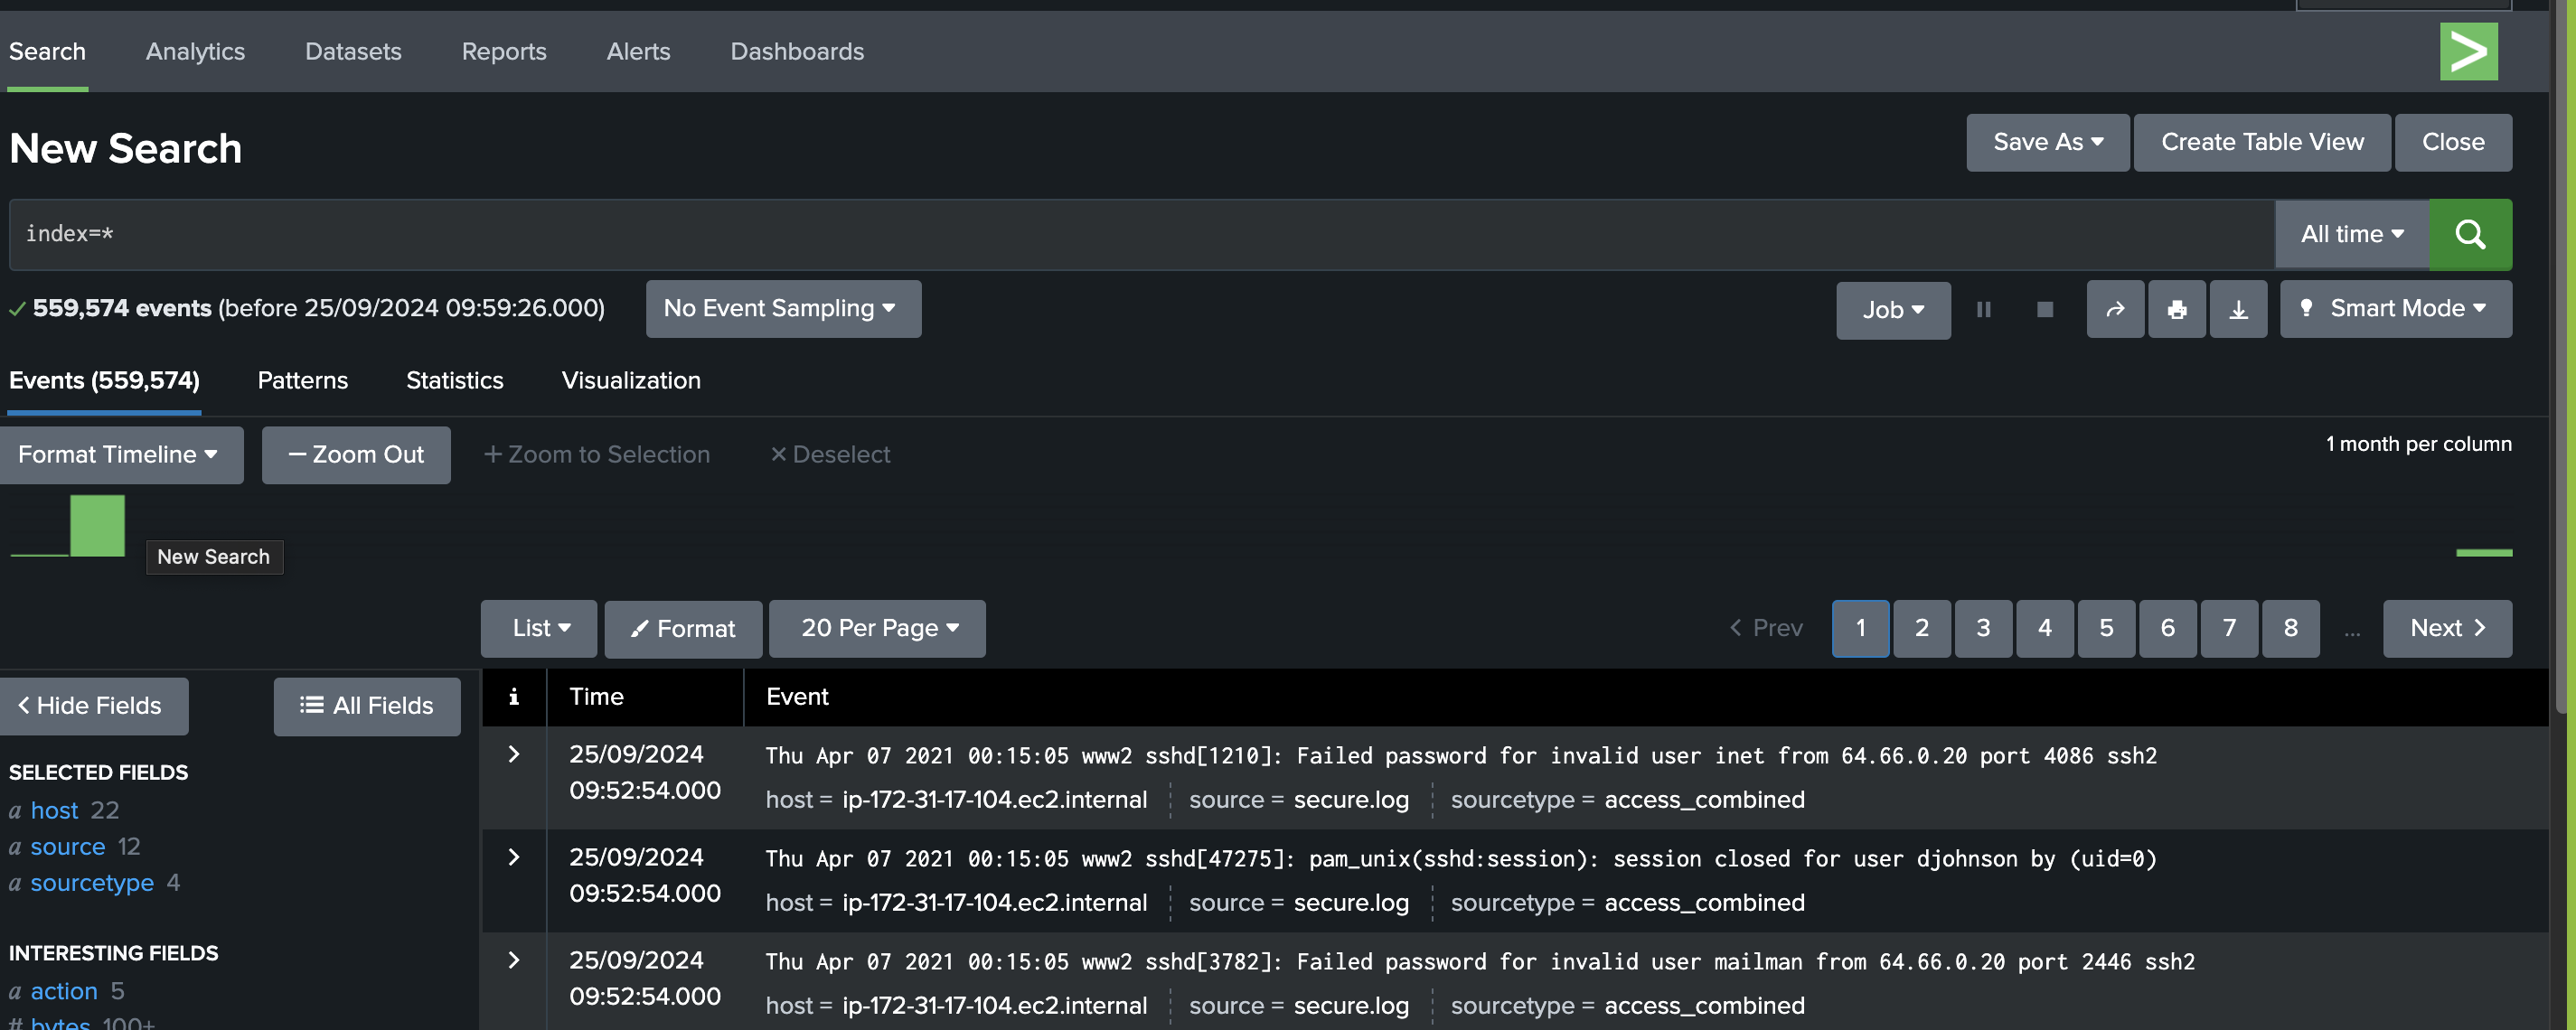 Search Analytics Datasets Reports Alerts Dashboards
New Search
Save As Create Table View Close
index=*
All time
559,574 events (before 25/09/2024 09:59:26.000)
No Event Sampling
Job
Smart Mode
Events (559,574) Patterns Statistics Visualization
Format Timeline — Zoom Out + Zoom to Selection × Deselect
1 month per column
New Search
List Format 20 Per Page
< Prev 1 2 3 4 5 6 7 8 ... Next >
< Hide Fields All Fields
SELECTED FIELDS
a host 22
a source 12
a sourcetype 4
INTERESTING FIELDS
a action 5
# bytes 100+
i Time Event
> 25/09/2024 09:52:54.000 Thu Apr 07 2021 00:15:05 www2 sshd[1210]: Failed password for invalid user inet from 64.66.0.20 port 4086 ssh2
host = ip-172-31-17-104.ec2.internal source = secure.log sourcetype = access_combined
> 25/09/2024 09:52:54.000 Thu Apr 07 2021 00:15:05 www2 sshd[47275]: pam_unix(sshd:session): session closed for user djohnson by (uid=0)
host = ip-172-31-17-104.ec2.internal source = secure.log sourcetype = access_combined
> 25/09/2024 09:52:54.000 Thu Apr 07 2021 00:15:05 www2 sshd[3782]: Failed password for invalid user mailman from 64.66.0.20 port 2446 ssh2
host = ip-172-31-17-104.ec2.internal source = secure.log sourcetype = access_combined